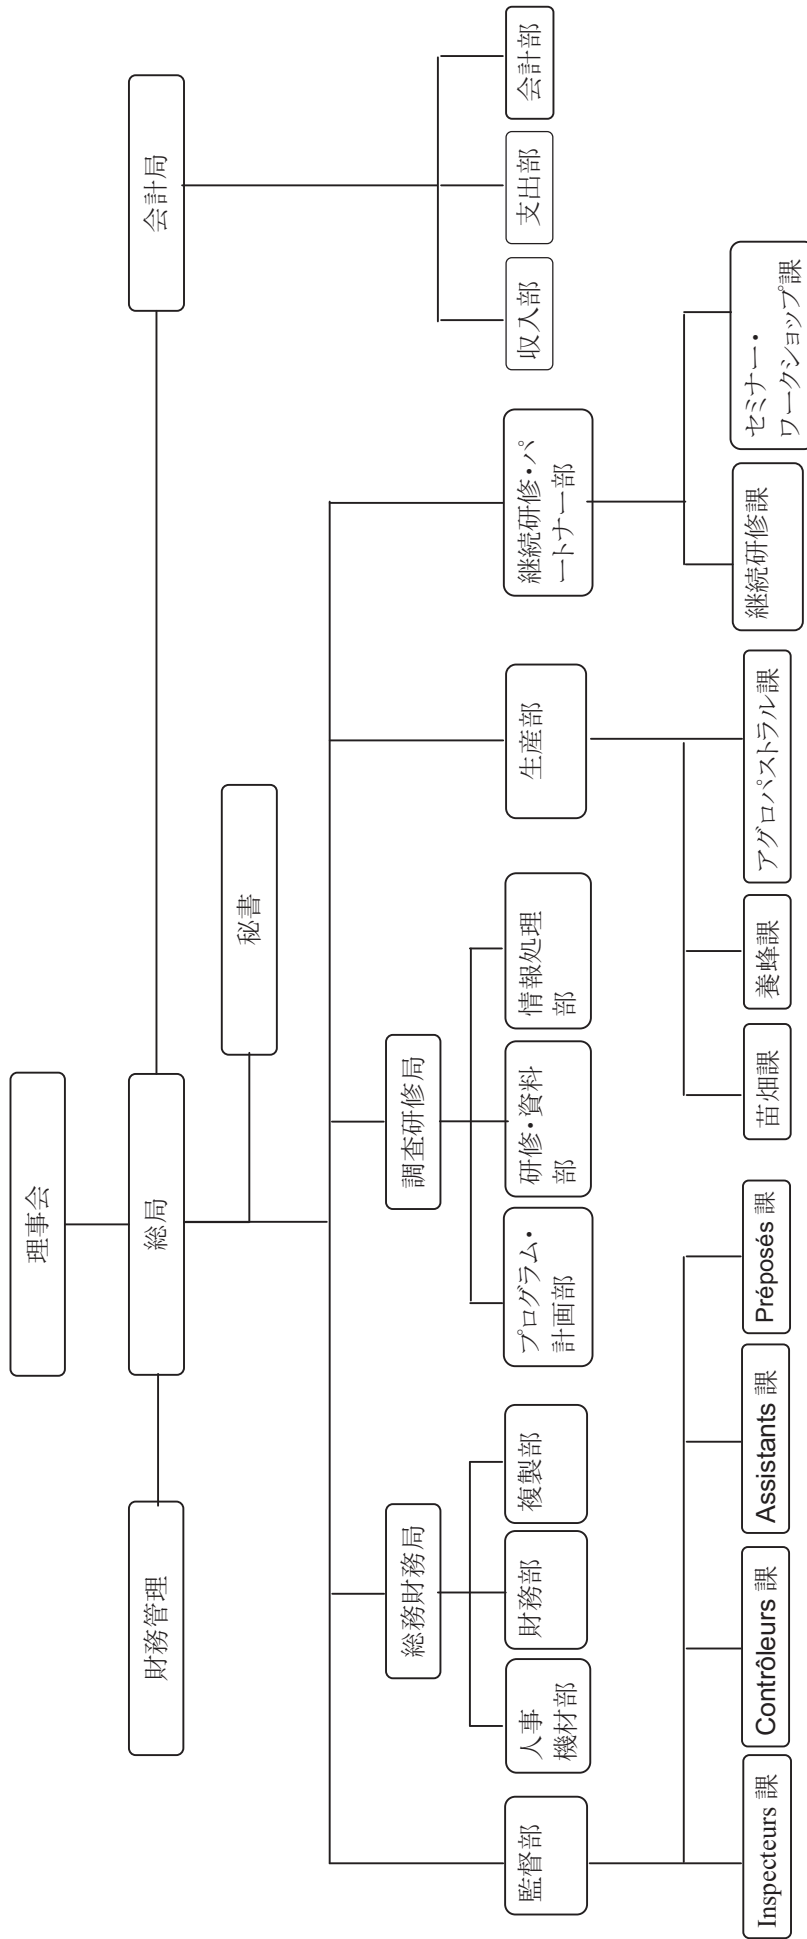 理事会
財務管理
総局
会計局
秘書
総務財務局
調査研修局
監督部
人事
機材部
財務部
複製部
プログラム・
計画部
研修・資料
部
情報処理
部
生産部
継続研修・パ
ートナー部
収入部
支出部
会計部
Inspecteurs 課
Contrôleurs 課
Assistants 課
Préposés 課
苗畑課
養蜂課
アグロパストラル課
継続研修課
セミナー・
ワークショップ課